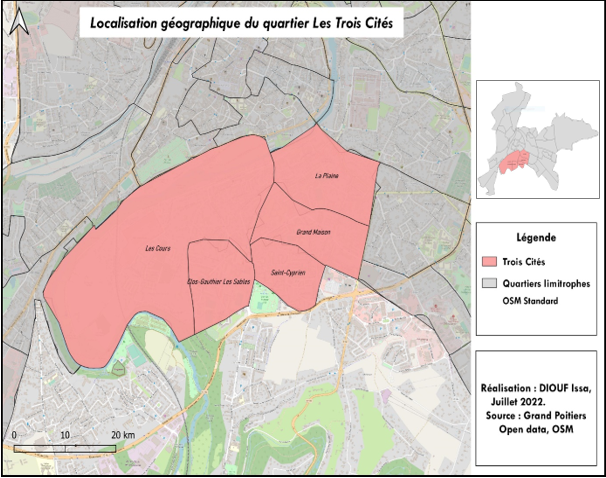 Localisation géographique du quartier Les Trois Cités
La Plaine
Grand Maison
Les Cours
Saint-Cyprien
Clos-Gauthier Les Sables
0 10 20 km
Légende
Trois Cités
Quartiers limitrophes
OSM Standard
Réalisation : DIOUF Issa,
Juillet 2022.
Source : Grand Poitiers
Open data, OSM